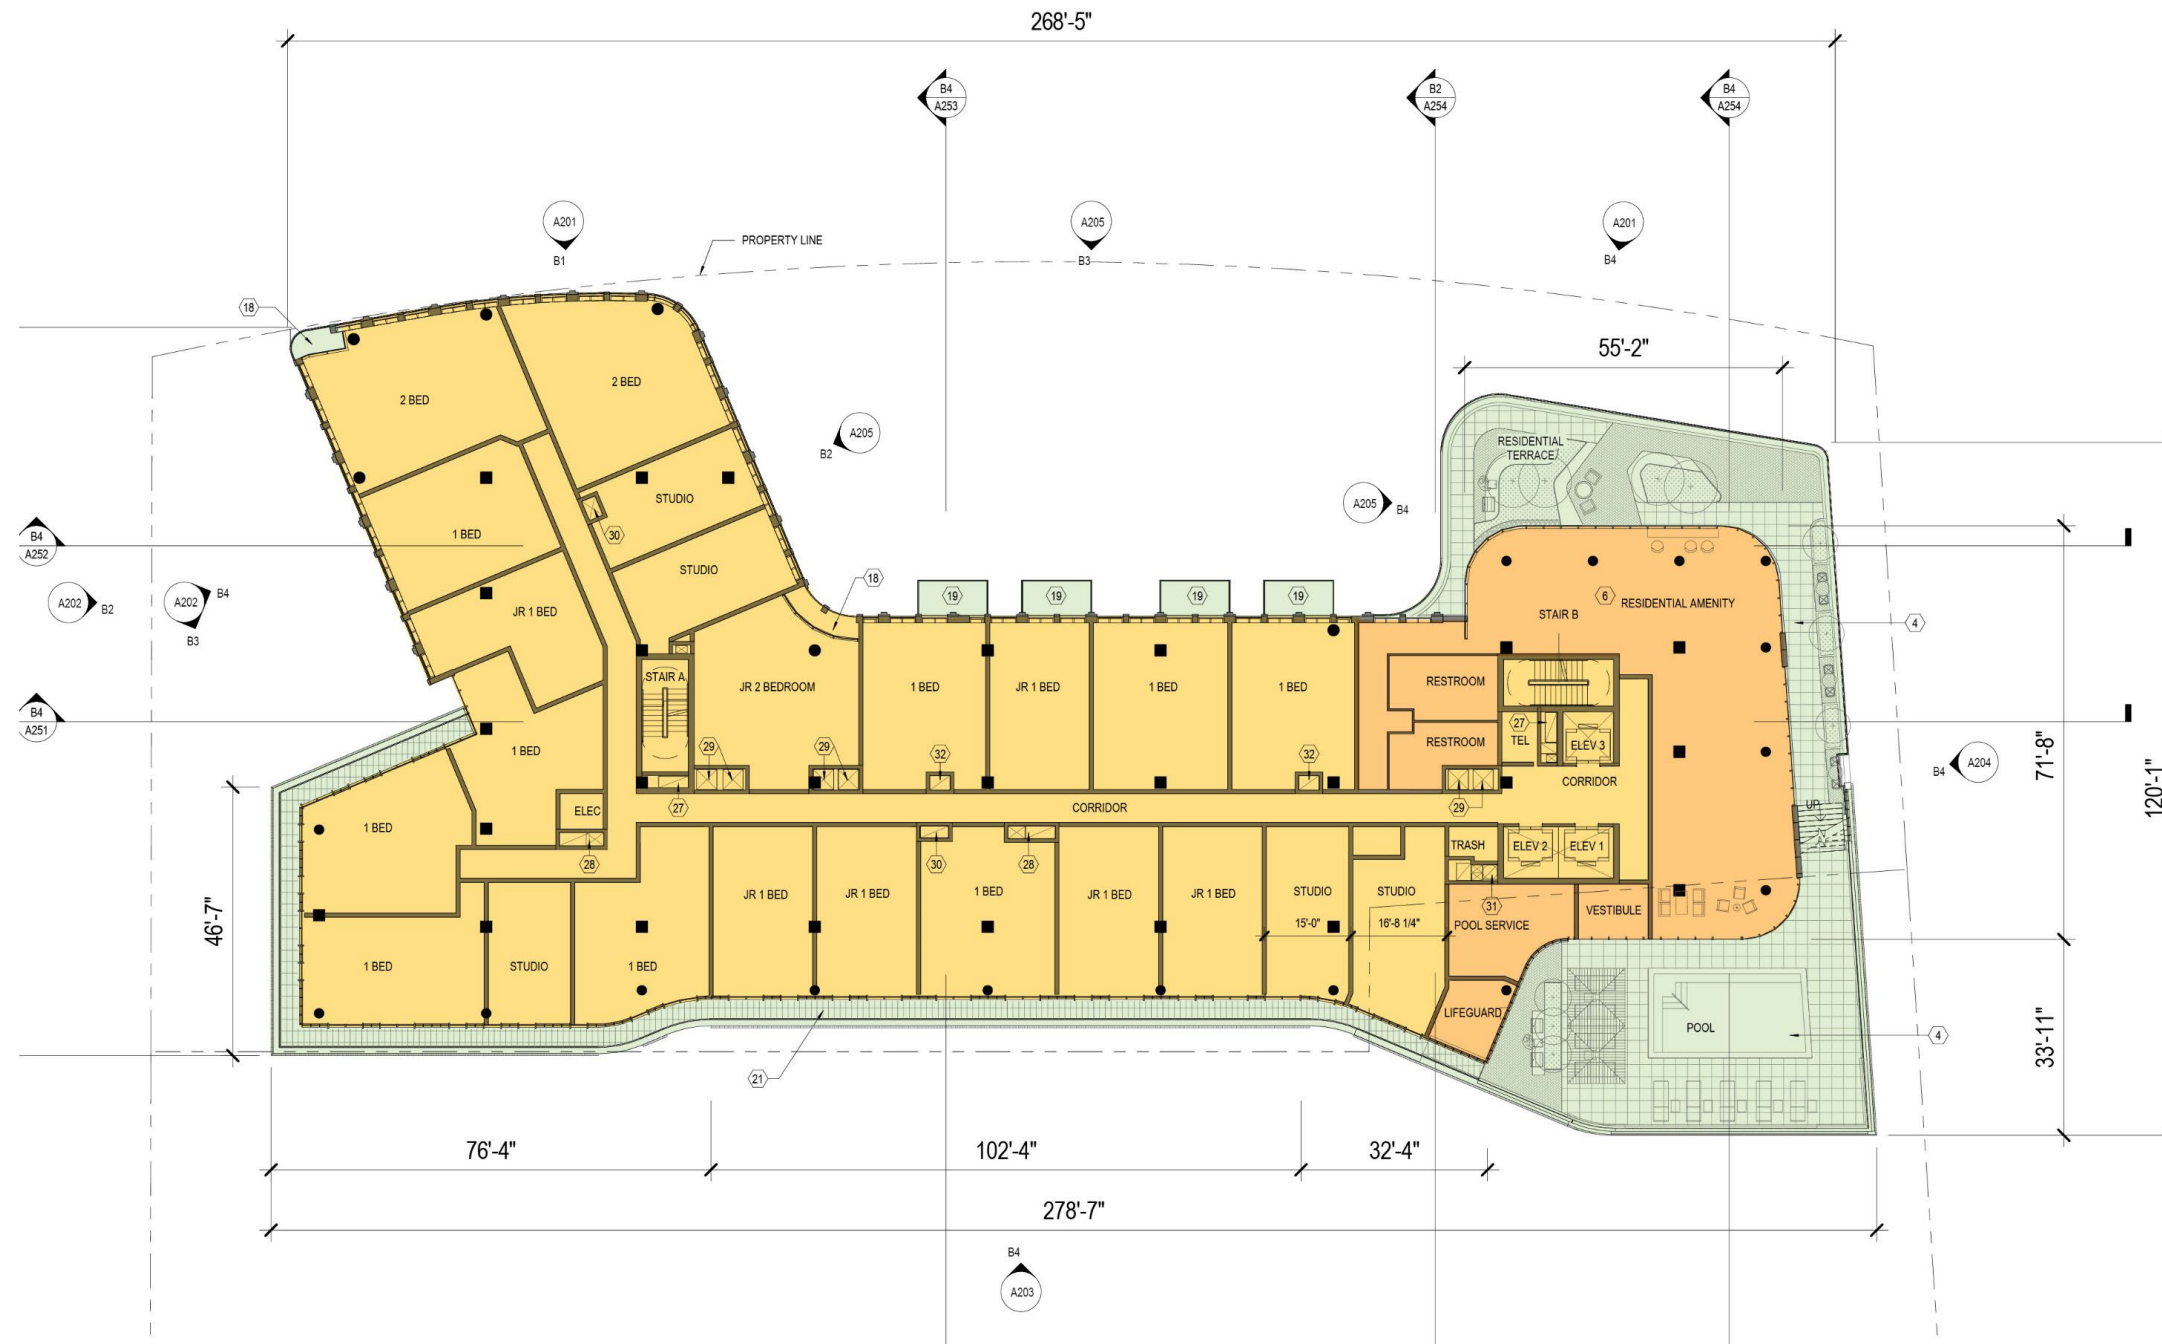 268'-5"
B4
A253
B2
A254
B4
A254
A201
B1
A205
B3
A201
B4
PROPERTY LINE
18
55'-2"
2 BED
2 BED
A205
B2
RESIDENTIAL
TERRACE
STUDIO
A205
B4
1 BED
30
B4
A252
STUDIO
18
19
19
19
19
6
RESIDENTIAL AMENITY
STAIR B
4
A202
B2
A202
B4
B3
JR 1 BED
STAIR A
JR 2 BEDROOM
1 BED
JR 1 BED
1 BED
1 BED
RESTROOM
B4
A251
27
TEL
ELEV 3
RESTROOM
1 BED
29
29
32
32
CORRIDOR
A204
B4
71'-8"
120'-1"
27
CORRIDOR
29
UP
ELEC
1 BED
28
30
28
TRASH
ELEV 2
ELEV 1
46'-7"
JR 1 BED
JR 1 BED
1 BED
JR 1 BED
JR 1 BED
STUDIO
STUDIO
31
VESTIBULE
15'-0"
16'-8 1/4"
POOL SERVICE
1 BED
STUDIO
1 BED
LIFEGUARD
POOL
4
33'-11"
21
76'-4"
102'-4"
32'-4"
278'-7"
B4
A203